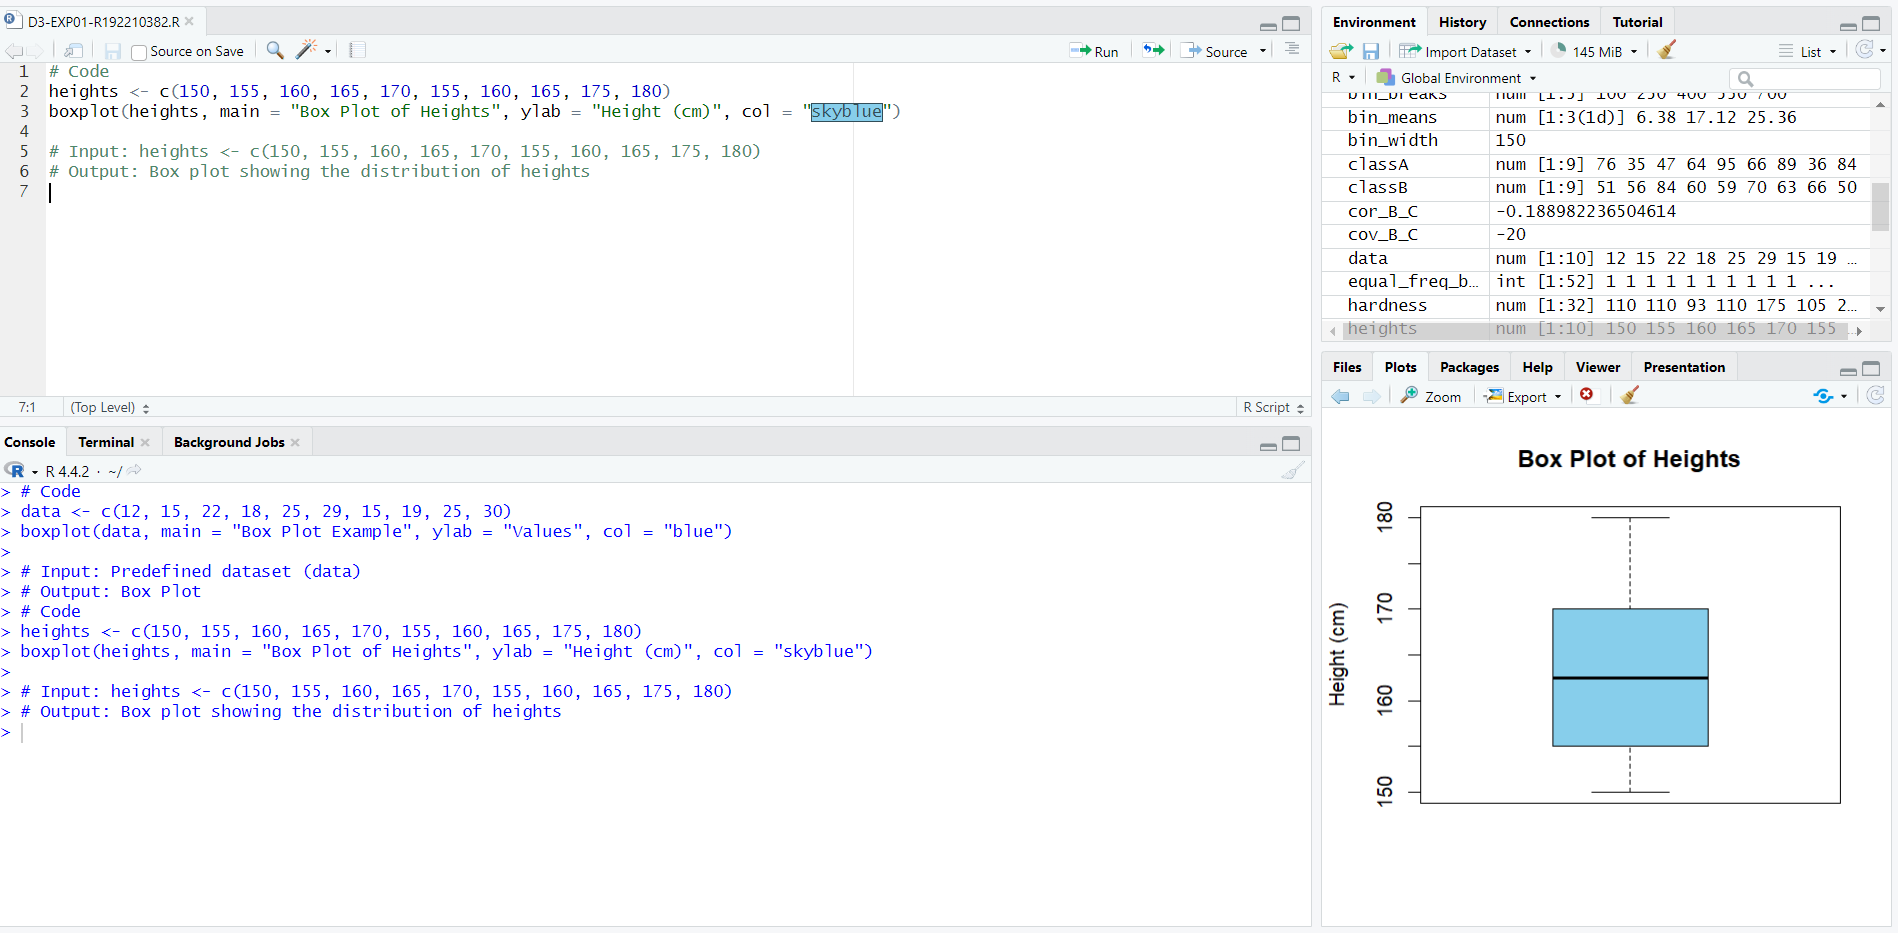 D3-EXP01-R192210382.R
Source on Save
Run
Source
1 # Code
2 heights <- c(150, 155, 160, 165, 170, 155, 160, 165, 175, 180)
3 boxplot(heights, main = "Box Plot of Heights", ylab = "Height (cm)", col = "skyblue")
4
5 # Input: heights <- c(150, 155, 160, 165, 170, 155, 160, 165, 175, 180)
6 # Output: Box plot showing the distribution of heights
7
7:1 (Top Level) R Script
Console Terminal Background Jobs
R R 4.4.2 · ~/
> # Code
> data <- c(12, 15, 22, 18, 25, 29, 15, 19, 25, 30)
> boxplot(data, main = "Box Plot Example", ylab = "Values", col = "blue")
>
> # Input: Predefined dataset (data)
> # Output: Box Plot
> # Code
> heights <- c(150, 155, 160, 165, 170, 155, 160, 165, 175, 180)
> boxplot(heights, main = "Box Plot of Heights", ylab = "Height (cm)", col = "skyblue")
>
> # Input: heights <- c(150, 155, 160, 165, 170, 155, 160, 165, 175, 180)
> # Output: Box plot showing the distribution of heights
>
Environment History Connections Tutorial
Import Dataset 145 MiB List
R Global Environment
bin_breaks num [1:5] 100 250 400 550 700
bin_means num [1:3(1d)] 6.38 17.12 25.36
bin_width 150
classA num [1:9] 76 35 47 64 95 66 89 36 84
classB num [1:9] 51 56 84 60 59 70 63 66 50
cor_B_C -0.188982236504614
cov_B_C -20
data num [1:10] 12 15 22 18 25 29 15 19 ...
equal_freq_b... int [1:52] 1 1 1 1 1 1 1 1 1 1 ...
hardness num [1:32] 110 110 93 110 175 105 2...
heights num [1:10] 150 155 160 165 170 155 ...
Files Plots Packages Help Viewer Presentation
Zoom Export
Box Plot of Heights
Height (cm)
180
170
160
150